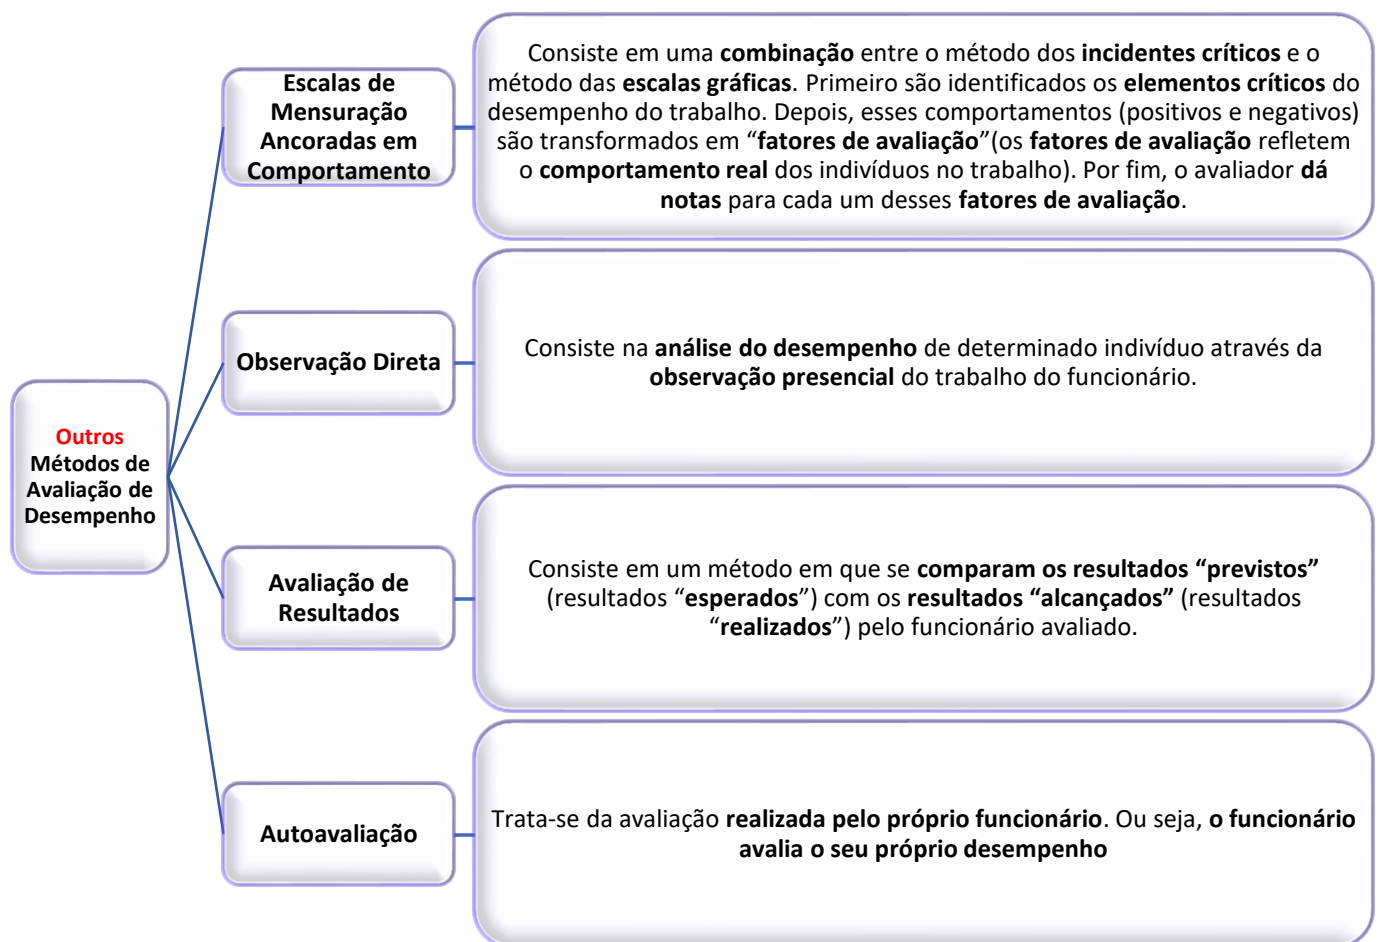 Outros
Métodos de
Avaliação de
Desempenho
Escalas de
Mensuração
Ancoradas em
Comportamento
Consiste em uma combinação entre o método dos incidentes críticos e o
método das escalas gráficas. Primeiro são identificados os elementos críticos do
desempenho do trabalho. Depois, esses comportamentos (positivos e negativos)
são transformados em “fatores de avaliação”(os fatores de avaliação refletem
o comportamento real dos indivíduos no trabalho). Por fim, o avaliador dá
notas para cada um desses fatores de avaliação.
Observação Direta
Consiste na análise do desempenho de determinado indivíduo através da
observação presencial do trabalho do funcionário.
Avaliação de
Resultados
Consiste em um método em que se comparam os resultados “previstos”
(resultados “esperados”) com os resultados “alcançados” (resultados
“realizados”) pelo funcionário avaliado.
Autoavaliação
Trata-se da avaliação realizada pelo próprio funcionário. Ou seja, o funcionário
avalia o seu próprio desempenho